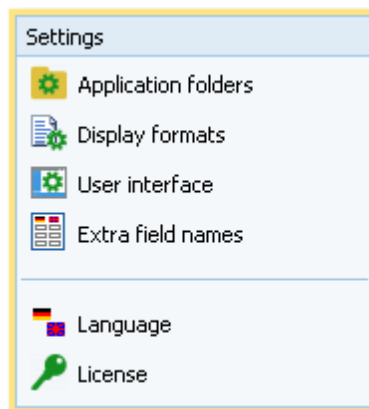 Settings
Application folders
Display formats
User interface
Extra field names
Language
License